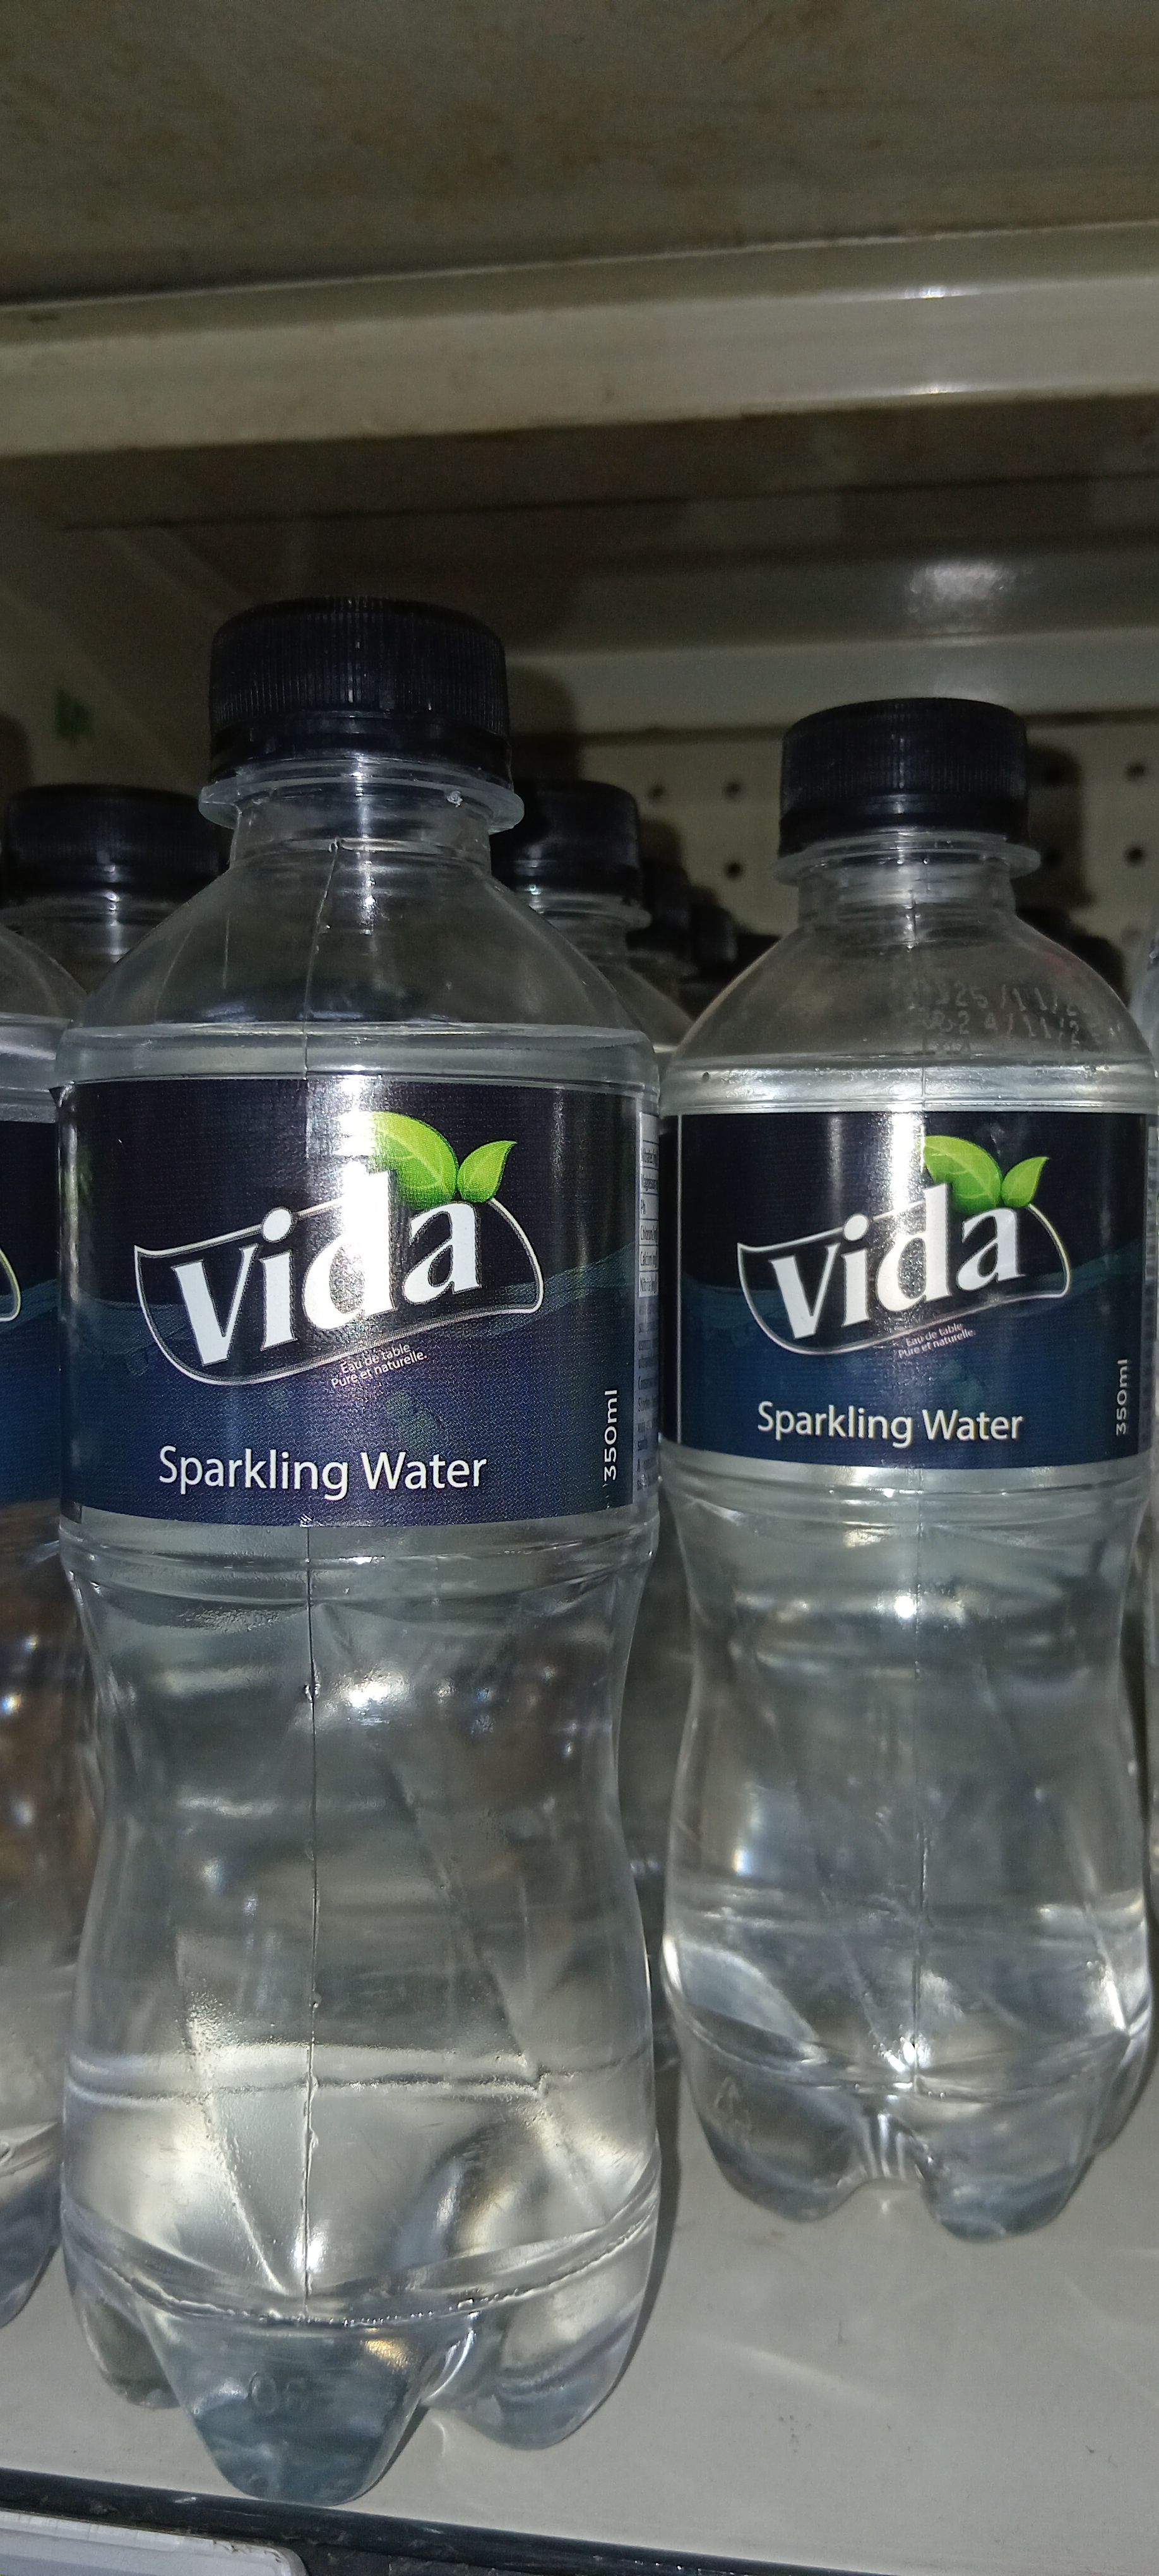 vida
Eau de table
Pure et naturelle.
Sparkling Water
350ml
vida
Eau de table
Pure et naturelle.
Sparkling Water
350ml